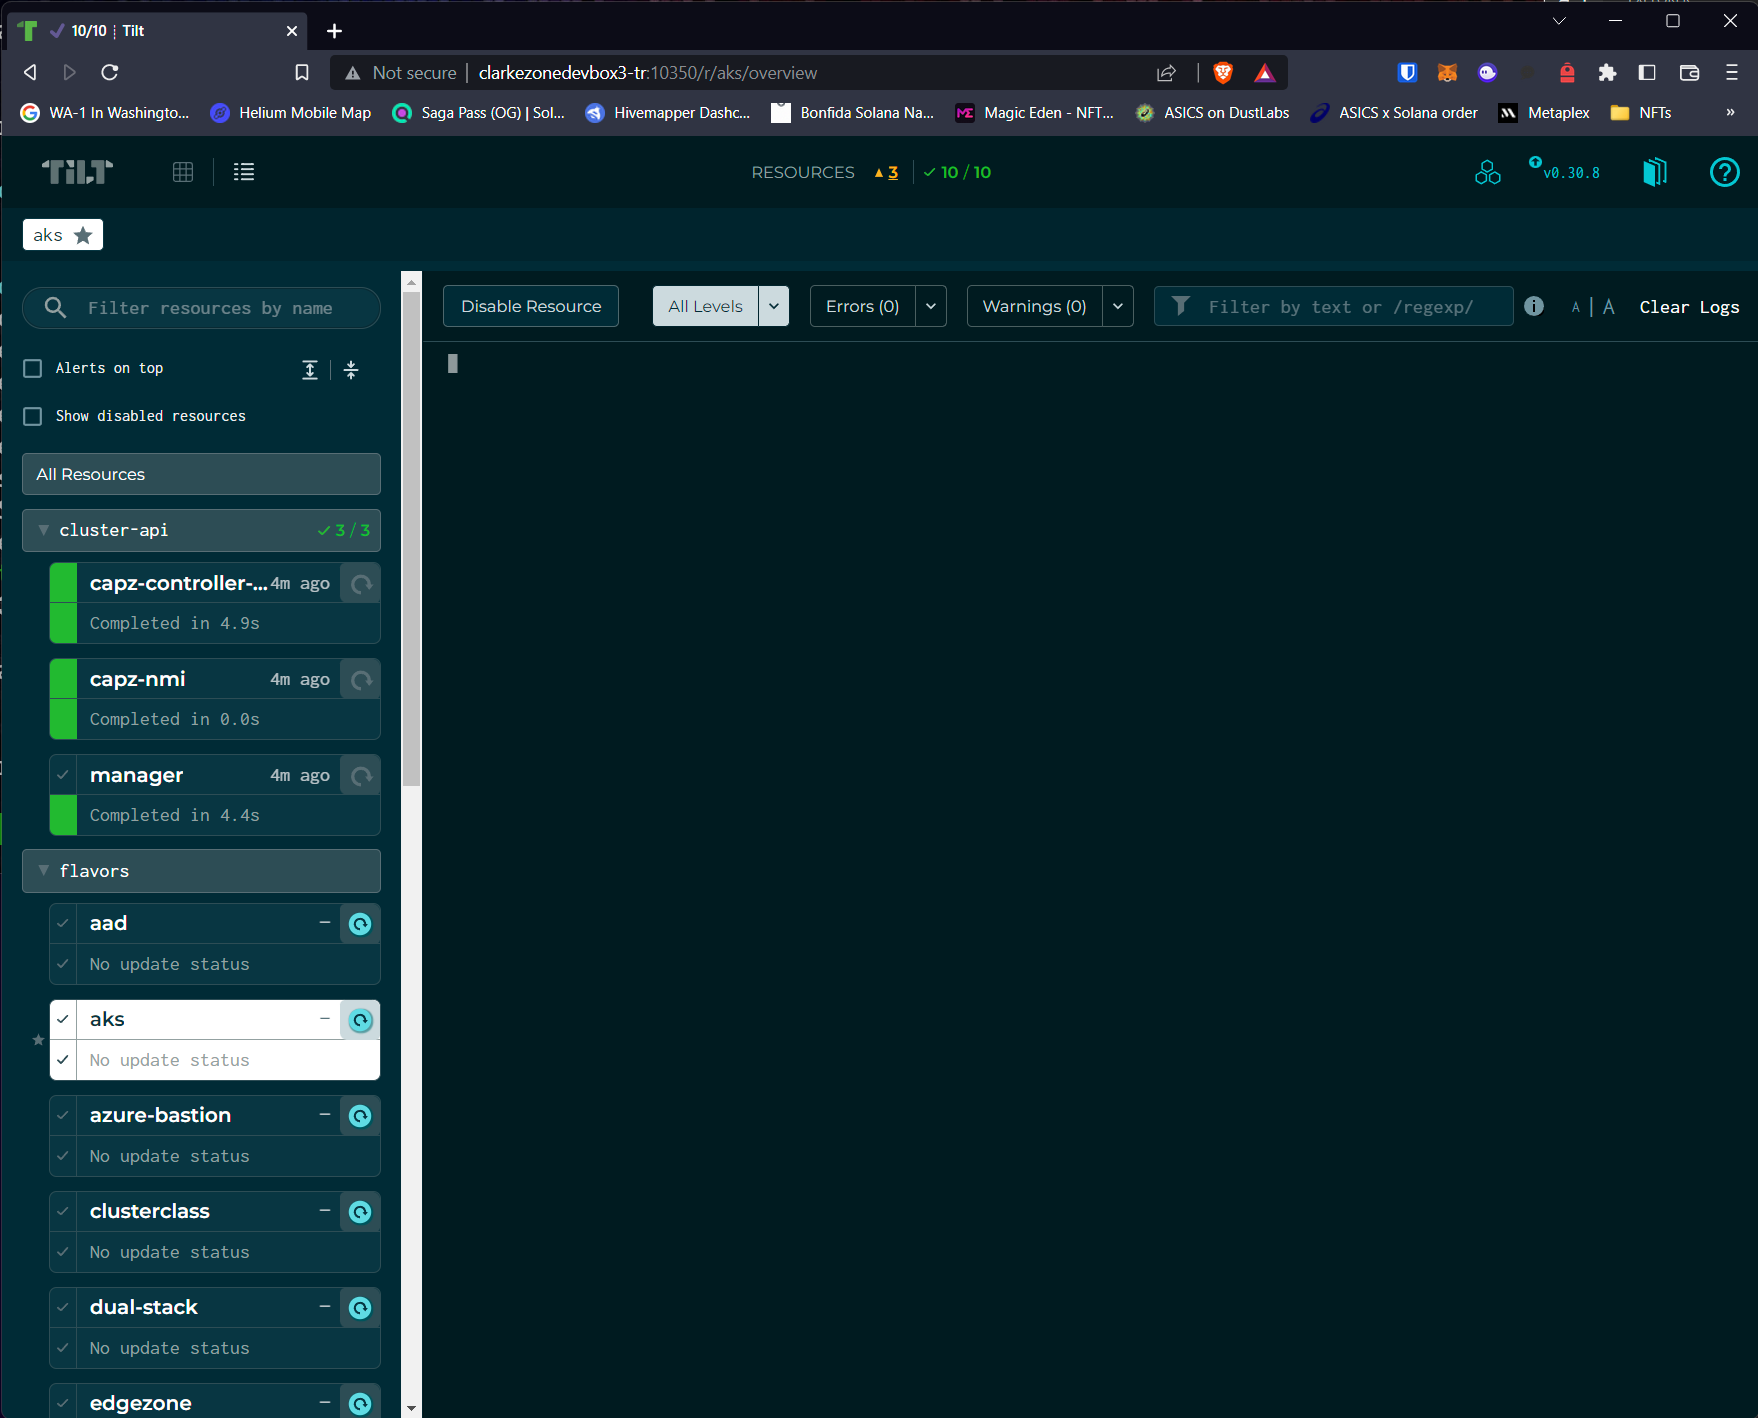 10/10 ┊ Tilt
Not secure clarkezonedevbox3-tr:10350/r/aks/overview
WA-1 In Washingto... Helium Mobile Map Saga Pass (OG) | Sol... Hivemapper Dashc... Bonfida Solana Na... Magic Eden - NFT... ASICS on DustLabs ASICS x Solana order Metaplex NFTs »
TILT RESOURCES 3 10 / 10 v0.30.8
aks
Filter resources by name
Alerts on top
Show disabled resources
All Resources
cluster-api 3 / 3
capz-controller-... 4m ago
Completed in 4.9s
capz-nmi 4m ago
Completed in 0.0s
manager 4m ago
Completed in 4.4s
flavors
aad –
No update status
aks –
No update status
azure-bastion –
No update status
clusterclass –
No update status
dual-stack –
No update status
edgezone –
Disable Resource All Levels Errors (0) Warnings (0) Filter by text or /regexp/ A | A Clear Logs